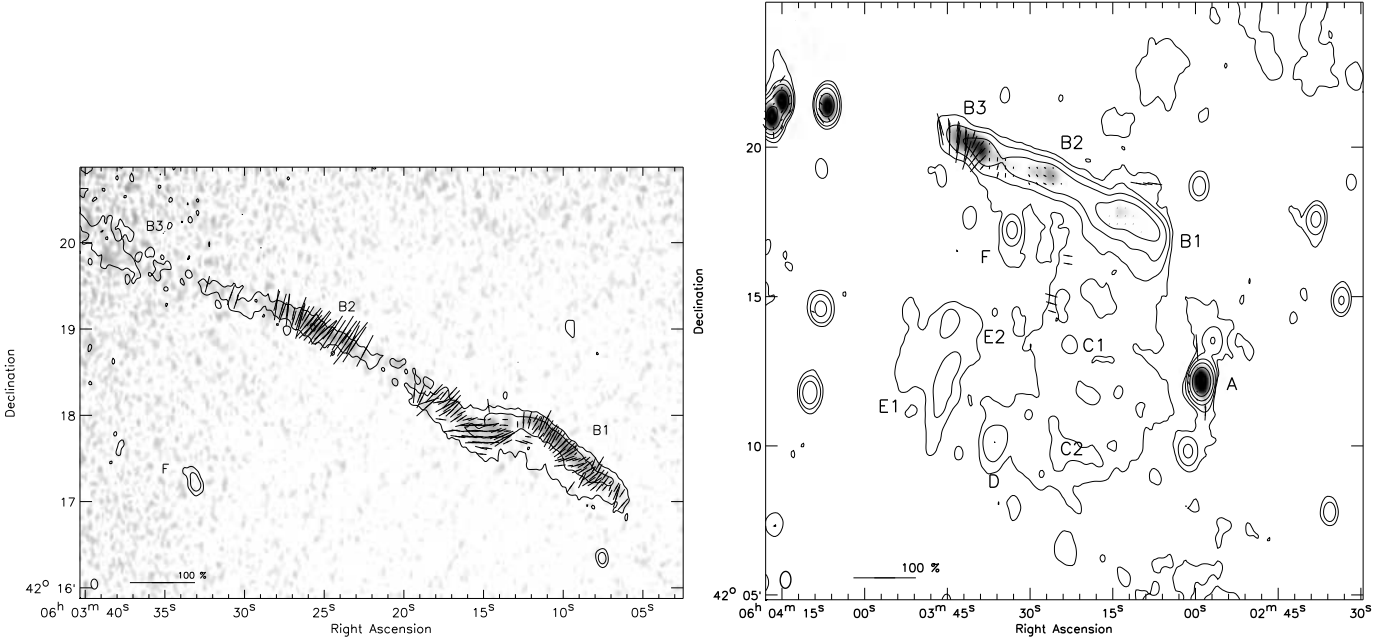 B3
20
B2
19
18
B1
F
17
100 %
42° 16'
06ʰ 03ᵐ 40ˢ 35ˢ 30ˢ 25ˢ 20ˢ 15ˢ 10ˢ 05ˢ
Right Ascension
Declination
B3
B2
20
B1
F
15
E2
C1
A
E1
10
C2
D
100 %
42° 05'
06ʰ 04ᵐ 15ˢ 00ˢ 03ᵐ 45ˢ 30ˢ 15ˢ 00ˢ 02ᵐ 45ˢ 30ˢ
Right Ascension
Declination